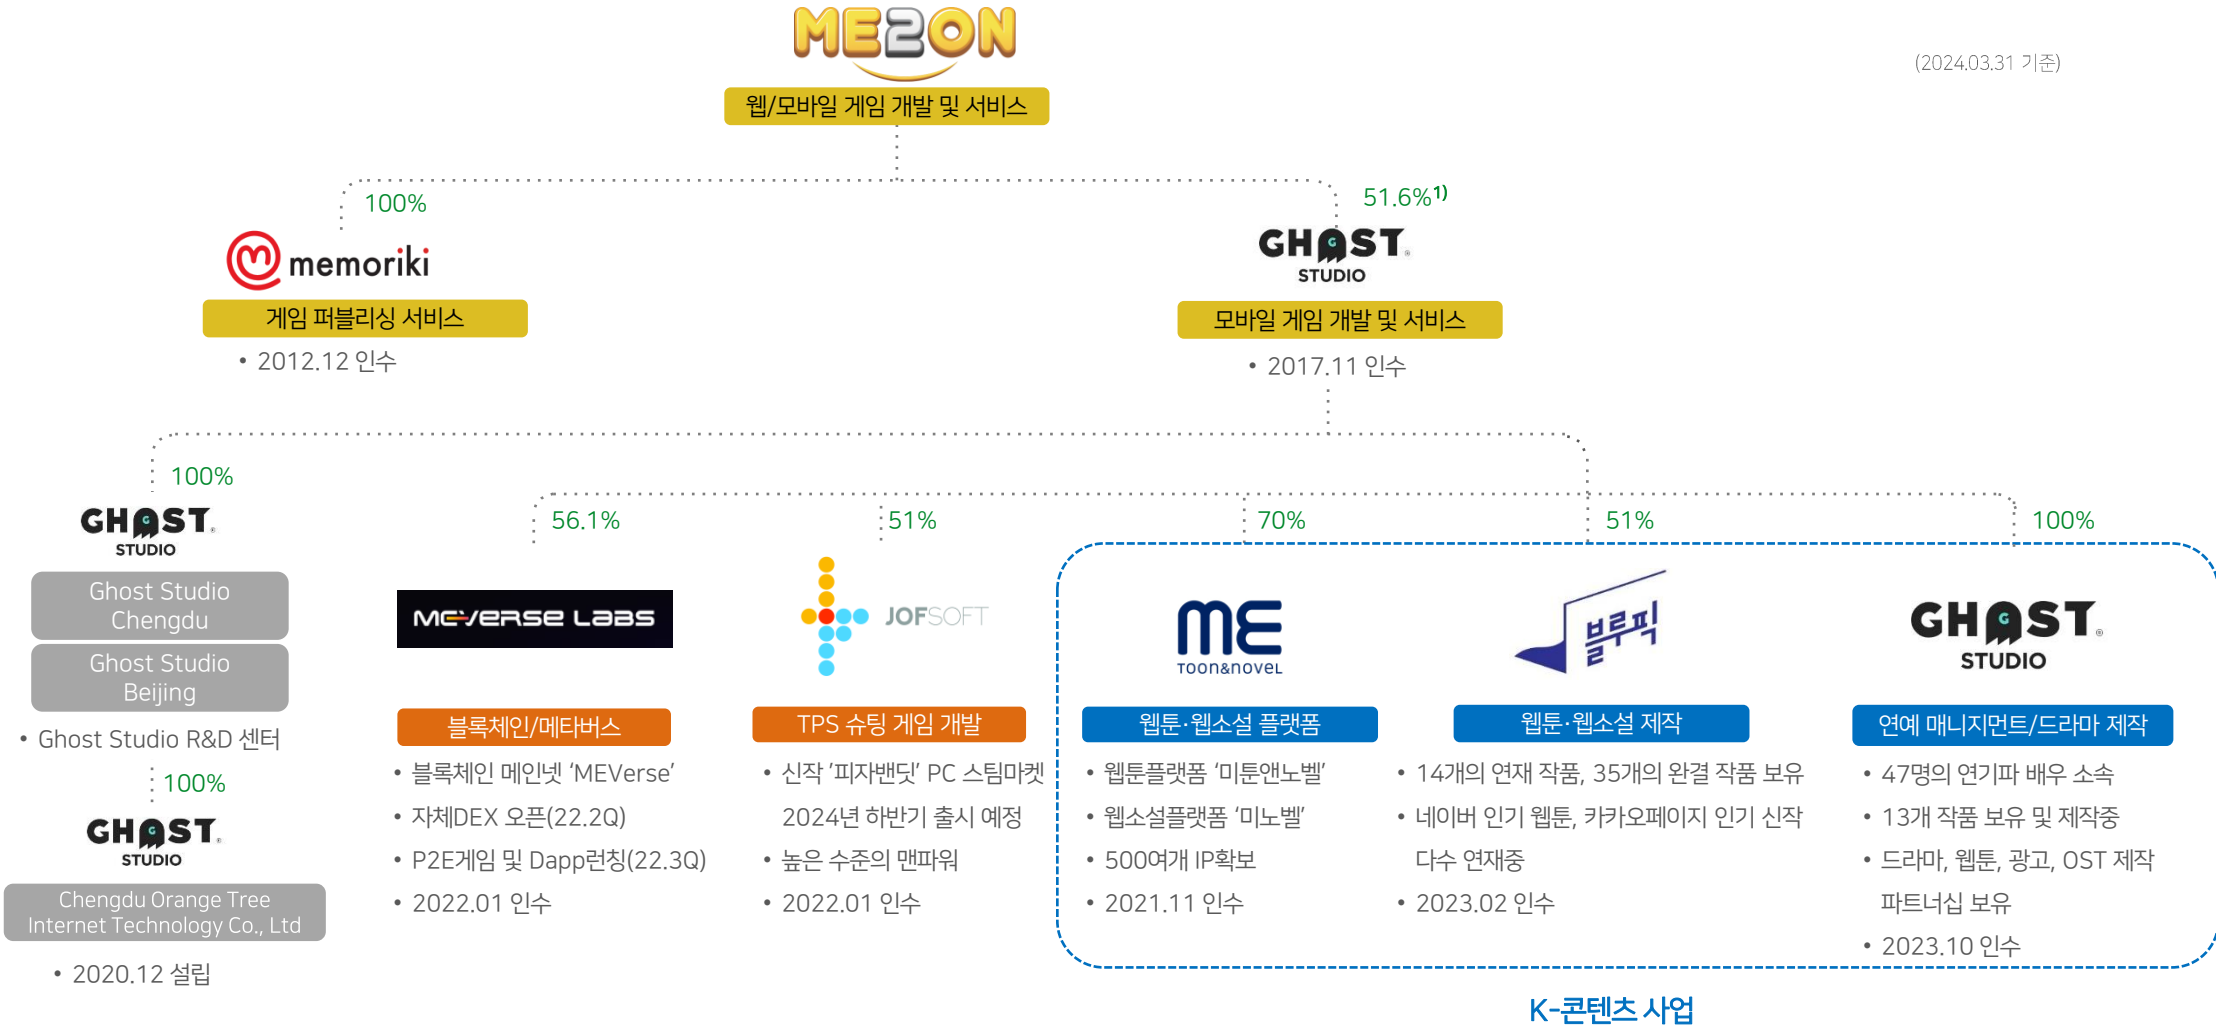 ME2ON
(2024.03.31 기준)
웹/모바일 게임 개발 및 서비스
100%
51.6%1)
memoriki
GHOST
STUDIO
게임 퍼블리싱 서비스
모바일 게임 개발 및 서비스
• 2012.12 인수
• 2017.11 인수
100%
GHOST
STUDIO
Ghost Studio
Chengdu
Ghost Studio
Beijing
• Ghost Studio R&D 센터
100%
GHOST
STUDIO
Chengdu Orange Tree
Internet Technology Co., Ltd
• 2020.12 설립
56.1%
MEVERSE LABS
블록체인/메타버스
• 블록체인 메인넷 ‘MEVerse’
• 자체DEX 오픈(22.2Q)
• P2E게임 및 Dapp런칭(22.3Q)
• 2022.01 인수
51%
JOFSOFT
TPS 슈팅 게임 개발
• 신작 ’피자밴딧’ PC 스팀마켓
2024년 하반기 출시 예정
• 높은 수준의 맨파워
• 2022.01 인수
70%
ME
TOON&NOVEL
웹툰·웹소설 플랫폼
• 웹툰플랫폼 ‘미툰앤노벨’
• 웹소설플랫폼 ‘미노벨’
• 500여개 IP확보
• 2021.11 인수
51%
블루픽
웹툰·웹소설 제작
• 14개의 연재 작품, 35개의 완결 작품 보유
• 네이버 인기 웹툰, 카카오페이지 인기 신작
다수 연재중
• 2023.02 인수
100%
GHOST
STUDIO
연예 매니지먼트/드라마 제작
• 47명의 연기파 배우 소속
• 13개 작품 보유 및 제작중
• 드라마, 웹툰, 광고, OST 제작
파트너십 보유
• 2023.10 인수
K-콘텐츠 사업